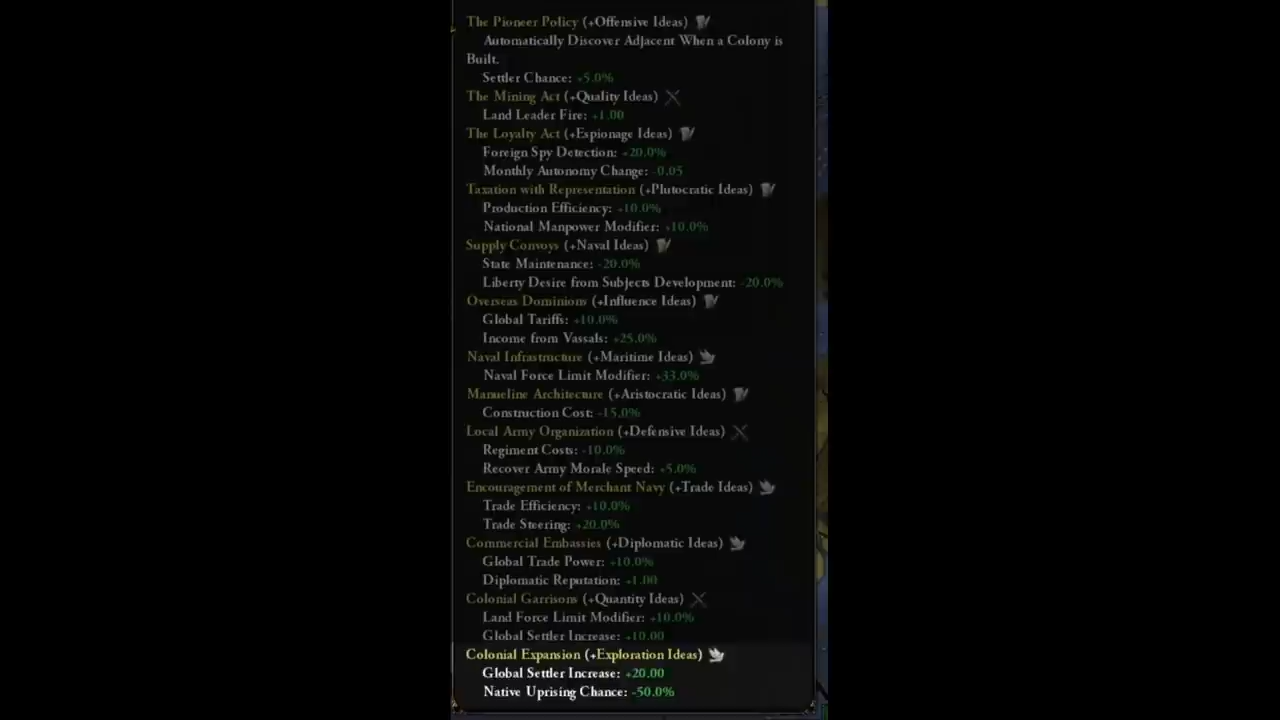 The Pioneer Policy (+Offensive Ideas)
Automatically Discover Adjacent When a Colony is
Built.
Settler Chance: +5.0%
The Mining Act (+Quality Ideas)
Land Leader Fire: +1.00
The Loyalty Act (+Espionage Ideas)
Foreign Spy Detection: +20.0%
Monthly Autonomy Change: -0.05
Taxation with Representation (+Plutocratic Ideas)
Production Efficiency: +10.0%
National Manpower Modifier: +10.0%
Supply Convoys (+Naval Ideas)
State Maintenance: -20.0%
Liberty Desire from Subjects Development: -20.0%
Overseas Dominions (+Influence Ideas)
Global Tariffs: +10.0%
Income from Vassals: +25.0%
Naval Infrastructure (+Maritime Ideas)
Naval Force Limit Modifier: +33.0%
Manueline Architecture (+Aristocratic Ideas)
Construction Cost: -15.0%
Local Army Organization (+Defensive Ideas)
Regiment Costs: -10.0%
Recover Army Morale Speed: +5.0%
Encouragement of Merchant Navy (+Trade Ideas)
Trade Efficiency: +10.0%
Trade Steering: +20.0%
Commercial Embassies (+Diplomatic Ideas)
Global Trade Power: +10.0%
Diplomatic Reputation: +1.00
Colonial Garrisons (+Quantity Ideas)
Land Force Limit Modifier: +10.0%
Global Settler Increase: +10.00
Colonial Expansion (+Exploration Ideas)
Global Settler Increase: +20.00
Native Uprising Chance: -50.0%